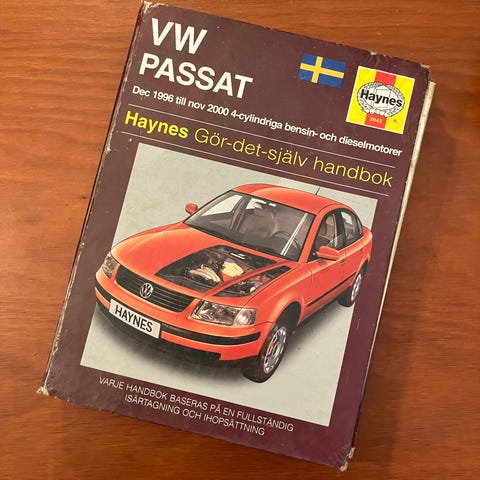 VW
PASSAT
Dec 1996 till nov 2000 4-cylindriga bensin- och dieselmotorer
Haynes
3943
Haynes Gör-det-själv handbok
HAYNES
VARJE HANDBOK BASERAS PÅ EN FULLSTÄNDIG
ISÄRTAGNING OCH IHOPSÄTTNING